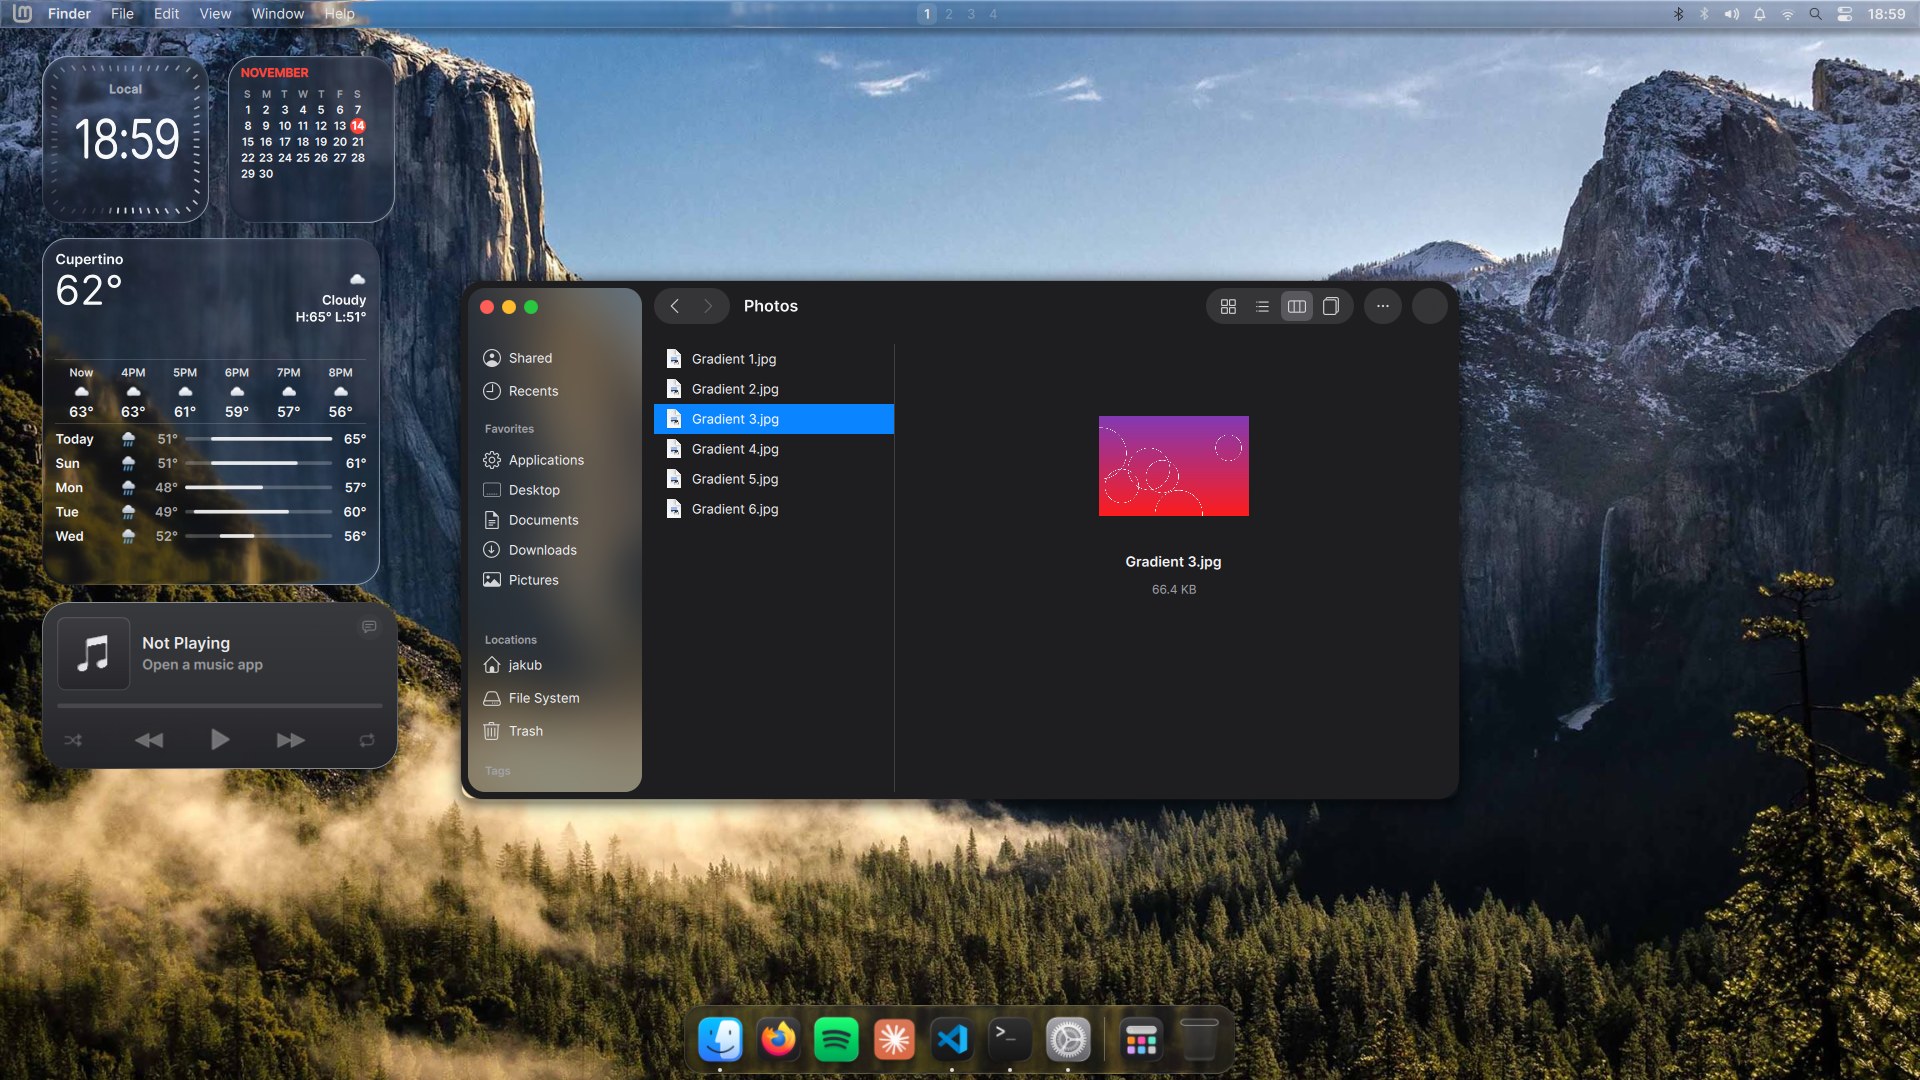 Finder File Edit View Window Help
1 2 3 4
18:59
Local
18:59
NOVEMBER
S M T W T F S
1 2 3 4 5 6 7
8 9 10 11 12 13 14
15 16 17 18 19 20 21
22 23 24 25 26 27 28
29 30
Cupertino
62°
Cloudy
H:65° L:51°
Now 4PM 5PM 6PM 7PM 8PM
63° 63° 61° 59° 57° 56°
Today 51° 65°
Sun 51° 61°
Mon 48° 57°
Tue 49° 60°
Wed 52° 56°
Not Playing
Open a music app
Photos
Shared
Recents
Favorites
Applications
Desktop
Documents
Downloads
Pictures
Locations
jakub
File System
Trash
Tags
Gradient 1.jpg
Gradient 2.jpg
Gradient 3.jpg
Gradient 4.jpg
Gradient 5.jpg
Gradient 6.jpg
Gradient 3.jpg
66.4 KB